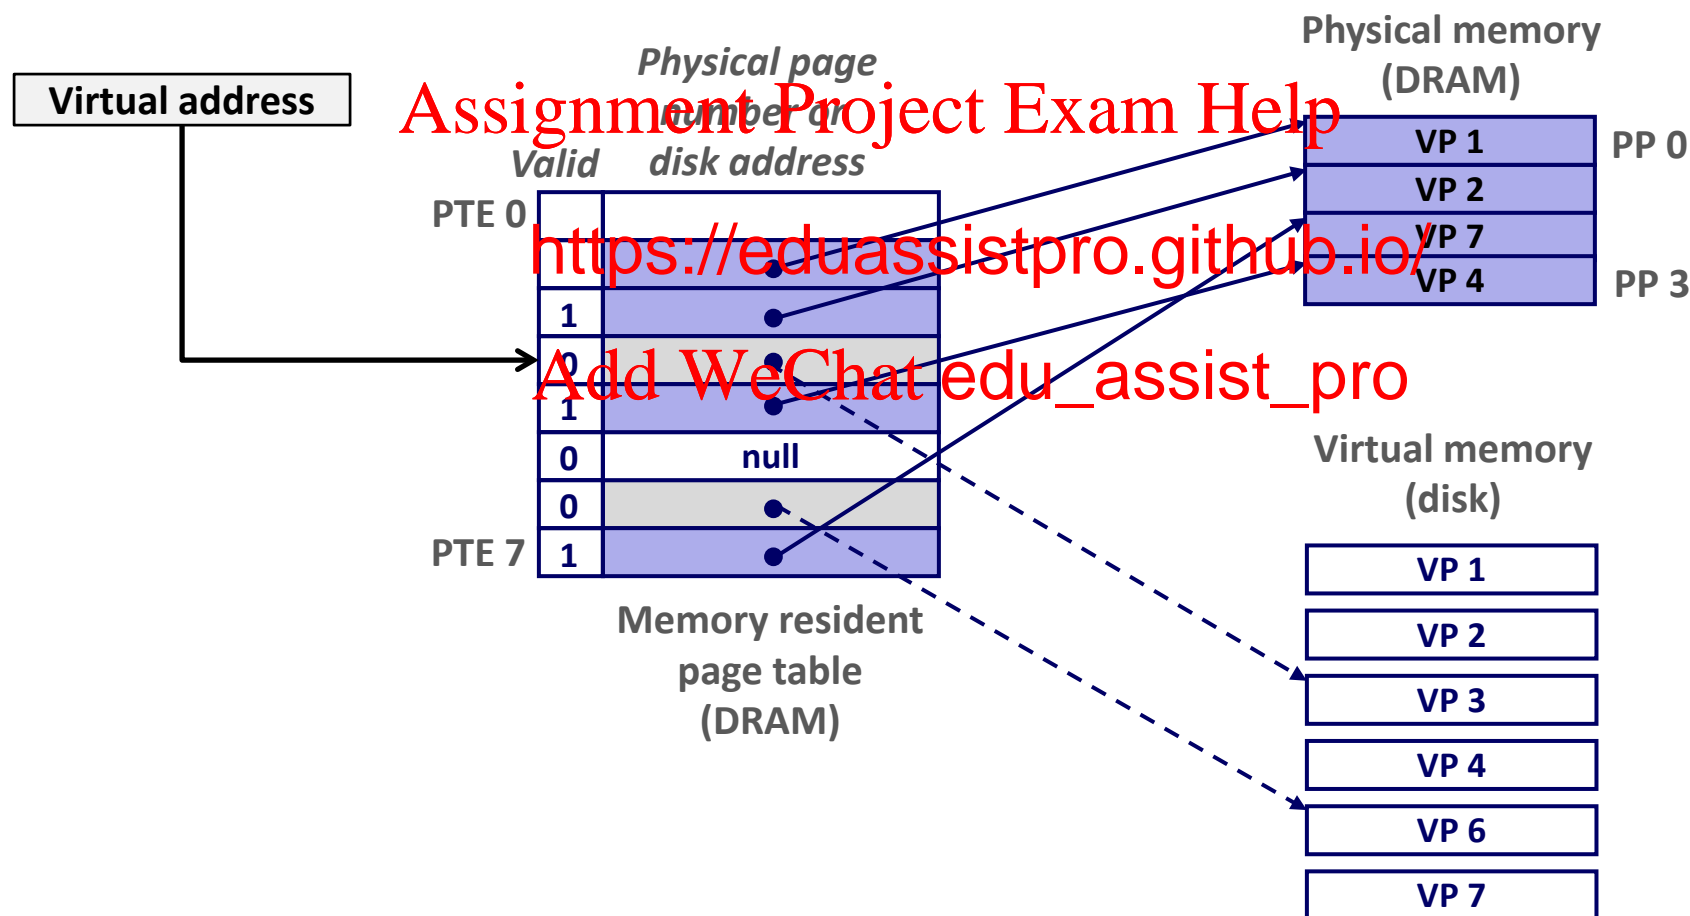 Physical memory
(DRAM)
Physical page
number or
disk address
Virtual address
Assignment Project Exam Help
Valid
VP 1
PP 0
VP 2
PTE 0
https://eduassistpro.github.io/
VP 7
VP 4
PP 3
1
0
Add WeChat edu_assist_pro
1
0
null
0
PTE 7
1
Virtual memory
(disk)
VP 1
Memory resident
page table
(DRAM)
VP 2
VP 3
VP 4
VP 6
VP 7